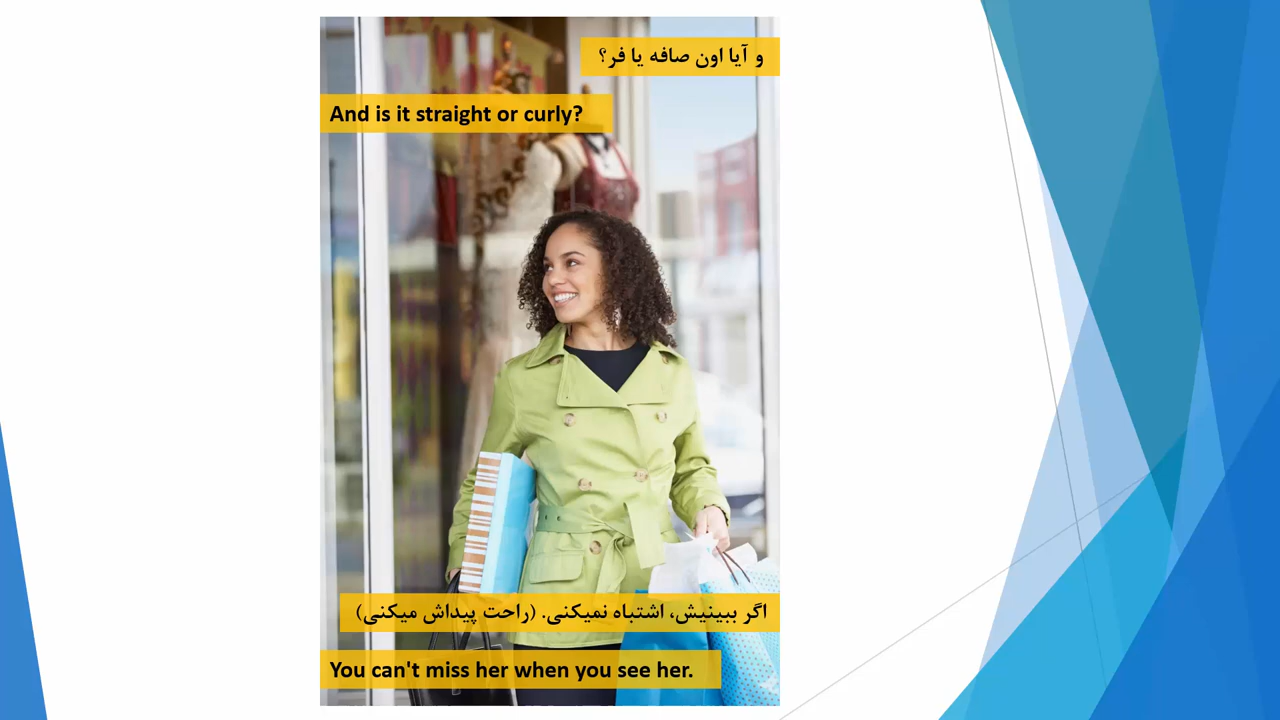 و آیا اون صافه یا فر؟
And is it straight or curly?
اگر ببینیش، اشتباه نمیکنی. (راحت پیداش میکنی)
You can't miss her when you see her.